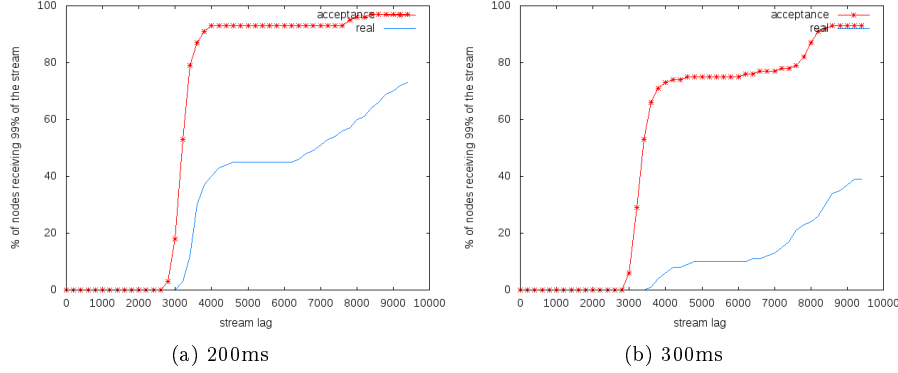 100
80
60
40
20
0
% of nodes receiving 99% of the stream
acceptance
real
0 1000 2000 3000 4000 5000 6000 7000 8000 9000 10000
stream lag
(a) 200ms
100
80
60
40
20
0
% of nodes receiving 99% of the stream
acceptance
real
0 1000 2000 3000 4000 5000 6000 7000 8000 9000 10000
stream lag
(b) 300ms